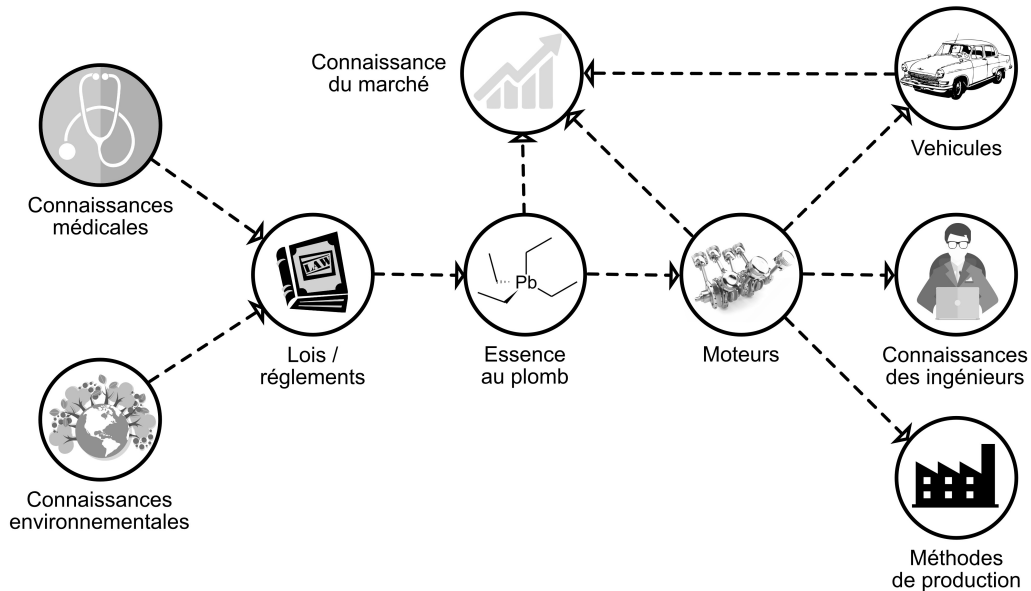 Connaissance
du marché
Vehicules
Connaissances
médicales
LAW
Pb
Lois /
réglements
Essence
au plomb
Moteurs
Connaissances
des ingénieurs
Connaissances
environnementales
Méthodes
de production